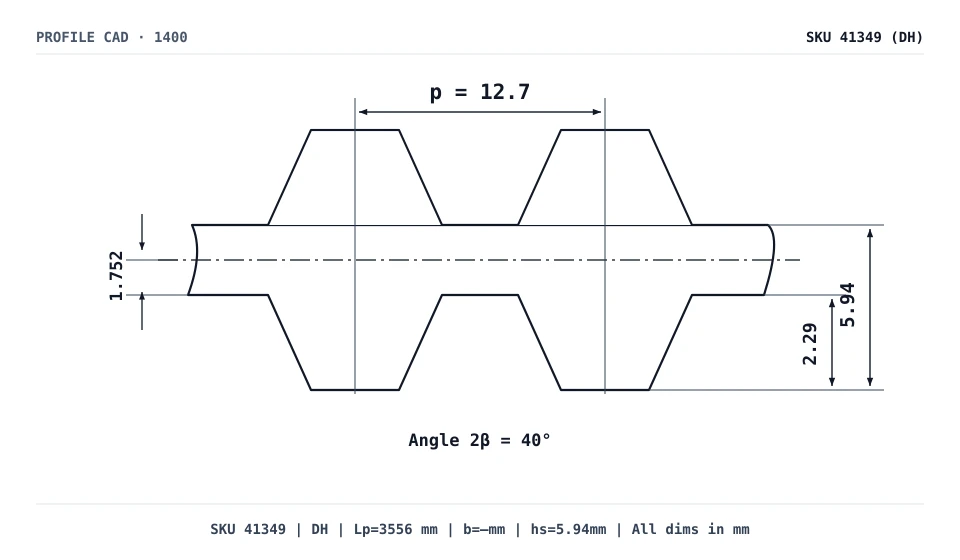 PROFILE CAD · 1400
SKU 41349 (DH)
p = 12.7
1.752
5.94
2.29
Angle 2β = 40°
SKU 41349 | DH | Lp=3556 mm | b=—mm | hs=5.94mm | All dims in mm